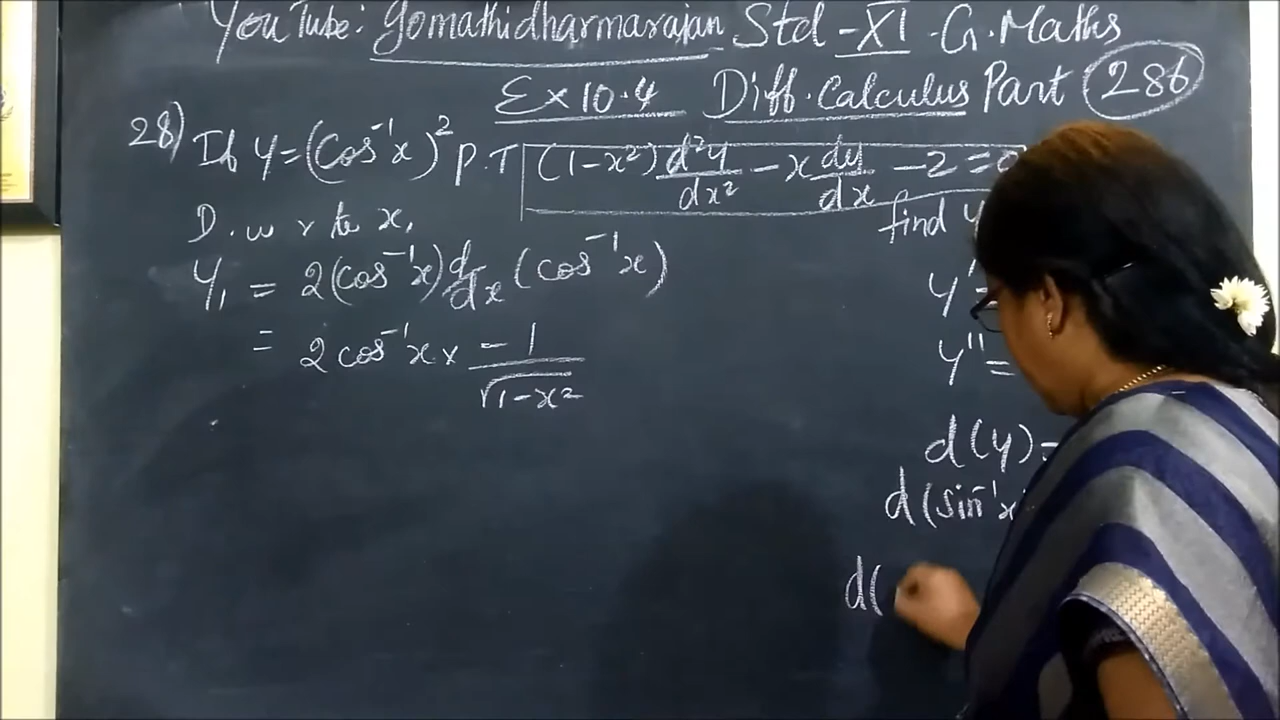 YouTube: Gomathidharmarajan Std - XI - G. Maths
Ex 10.4 Diff. Calculus Part 286
28) If y = (cos⁻¹x)² P.T (1-x²) d²y/dx² - x dy/dx - 2 = 0
D. w r to x, find
y₁ = 2(cos⁻¹x) d/dx (cos⁻¹x)
y' =
= 2 cos⁻¹x × -1/√1-x²
y'' =
d(y) =
d(sin⁻¹x
d(